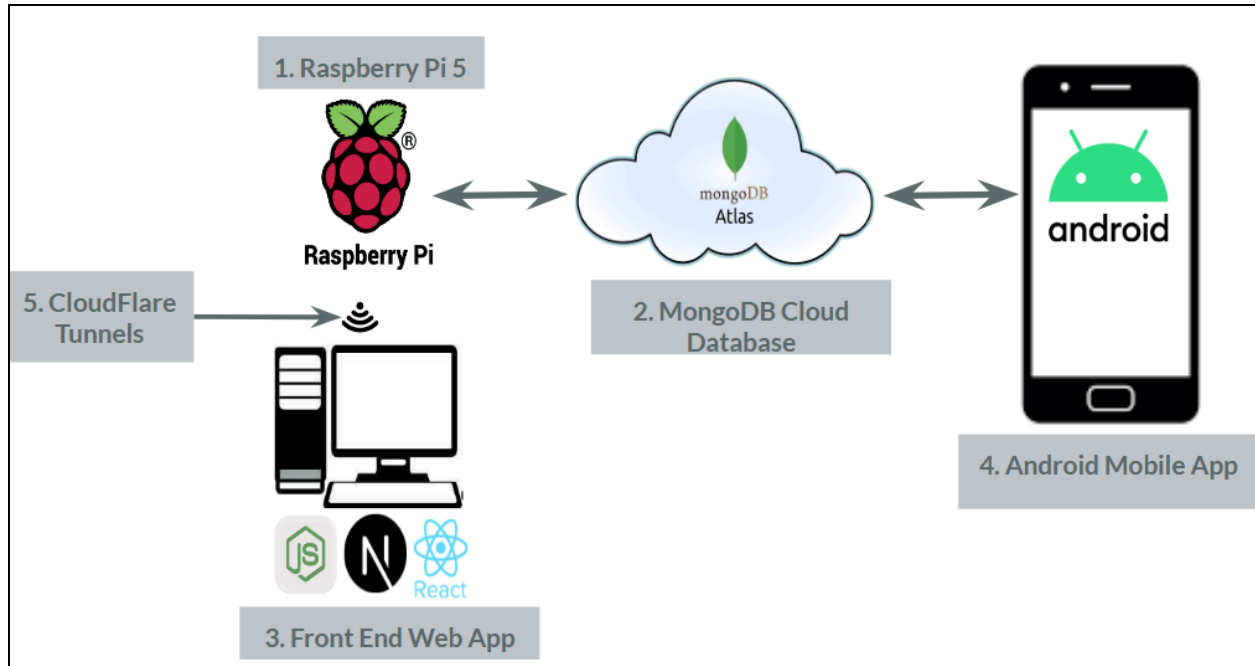 1. Raspberry Pi 5
®
Raspberry Pi
mongoDB
Atlas
android
5. CloudFlare
Tunnels
2. MongoDB Cloud
Database
4. Android Mobile App
JS
N
React
3. Front End Web App